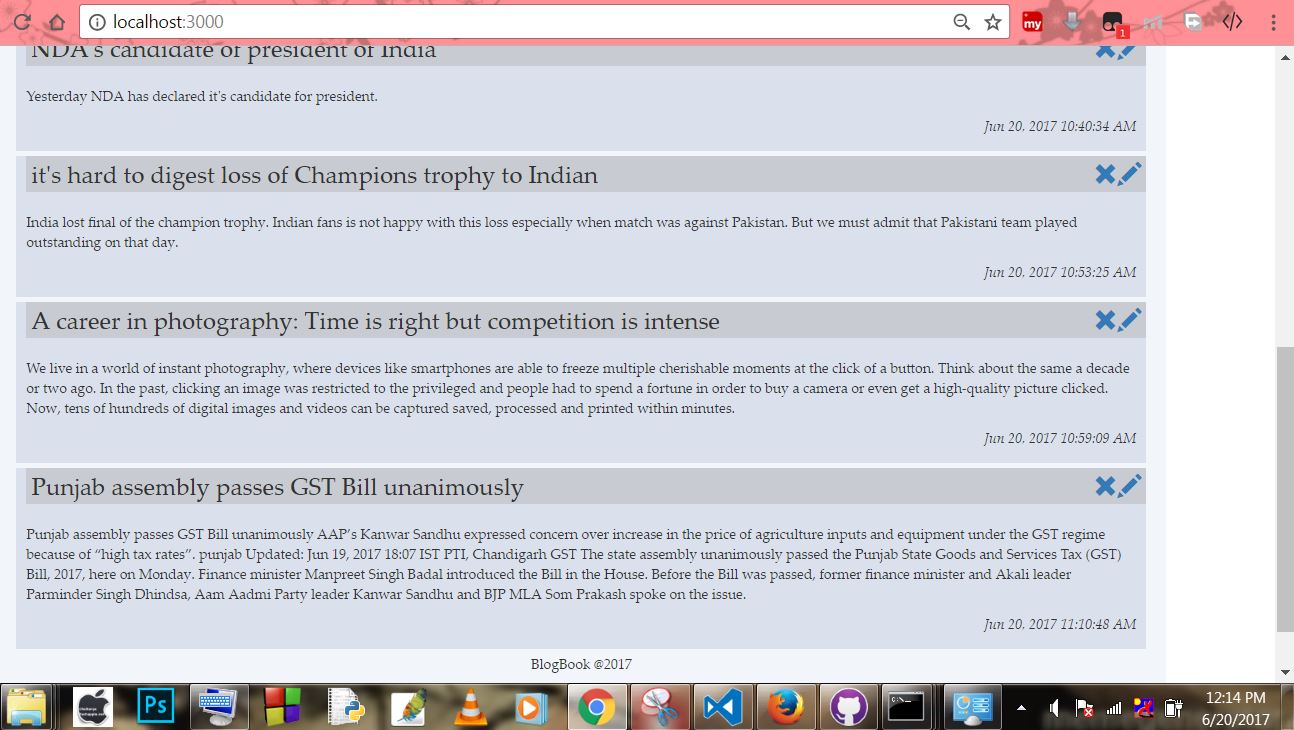 localhost:3000
my
1
NDA's candidate of president of India
Yesterday NDA has declared it's candidate for president.
Jun 20, 2017 10:40:34 AM
it's hard to digest loss of Champions trophy to Indian
India lost final of the champion trophy. Indian fans is not happy with this loss especially when match was against Pakistan. But we must admit that Pakistani team played
outstanding on that day.
Jun 20, 2017 10:53:25 AM
A career in photography: Time is right but competition is intense
We live in a world of instant photography, where devices like smartphones are able to freeze multiple cherishable moments at the click of a button. Think about the same a decade
or two ago. In the past, clicking an image was restricted to the privileged and people had to spend a fortune in order to buy a camera or even get a high-quality picture clicked.
Now, tens of hundreds of digital images and videos can be captured saved, processed and printed within minutes.
Jun 20, 2017 10:59:09 AM
Punjab assembly passes GST Bill unanimously
Punjab assembly passes GST Bill unanimously AAP’s Kanwar Sandhu expressed concern over increase in the price of agriculture inputs and equipment under the GST regime
because of “high tax rates”. punjab Updated: Jun 19, 2017 18:07 IST PTI, Chandigarh GST The state assembly unanimously passed the Punjab State Goods and Services Tax (GST)
Bill, 2017, here on Monday. Finance minister Manpreet Singh Badal introduced the Bill in the House. Before the Bill was passed, former finance minister and Akali leader
Parminder Singh Dhindsa, Aam Aadmi Party leader Kanwar Sandhu and BJP MLA Som Prakash spoke on the issue.
Jun 20, 2017 11:10:48 AM
BlogBook @2017
Ps
12:14 PM
6/20/2017